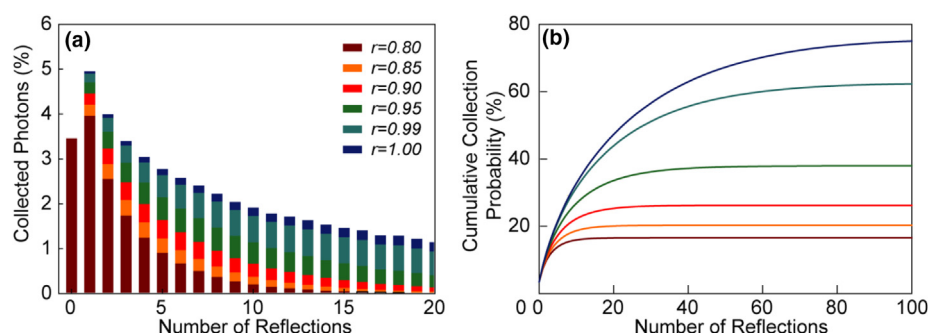 (a)
Collected Photons (%)
6
5
4
3
2
1
0
r=0.80
r=0.85
r=0.90
r=0.95
r=0.99
r=1.00
0 5 10 15 20
Number of Reflections
(b)
Cumulative Collection
Probability (%)
80
60
40
20
0
0 20 40 60 80 100
Number of Reflections